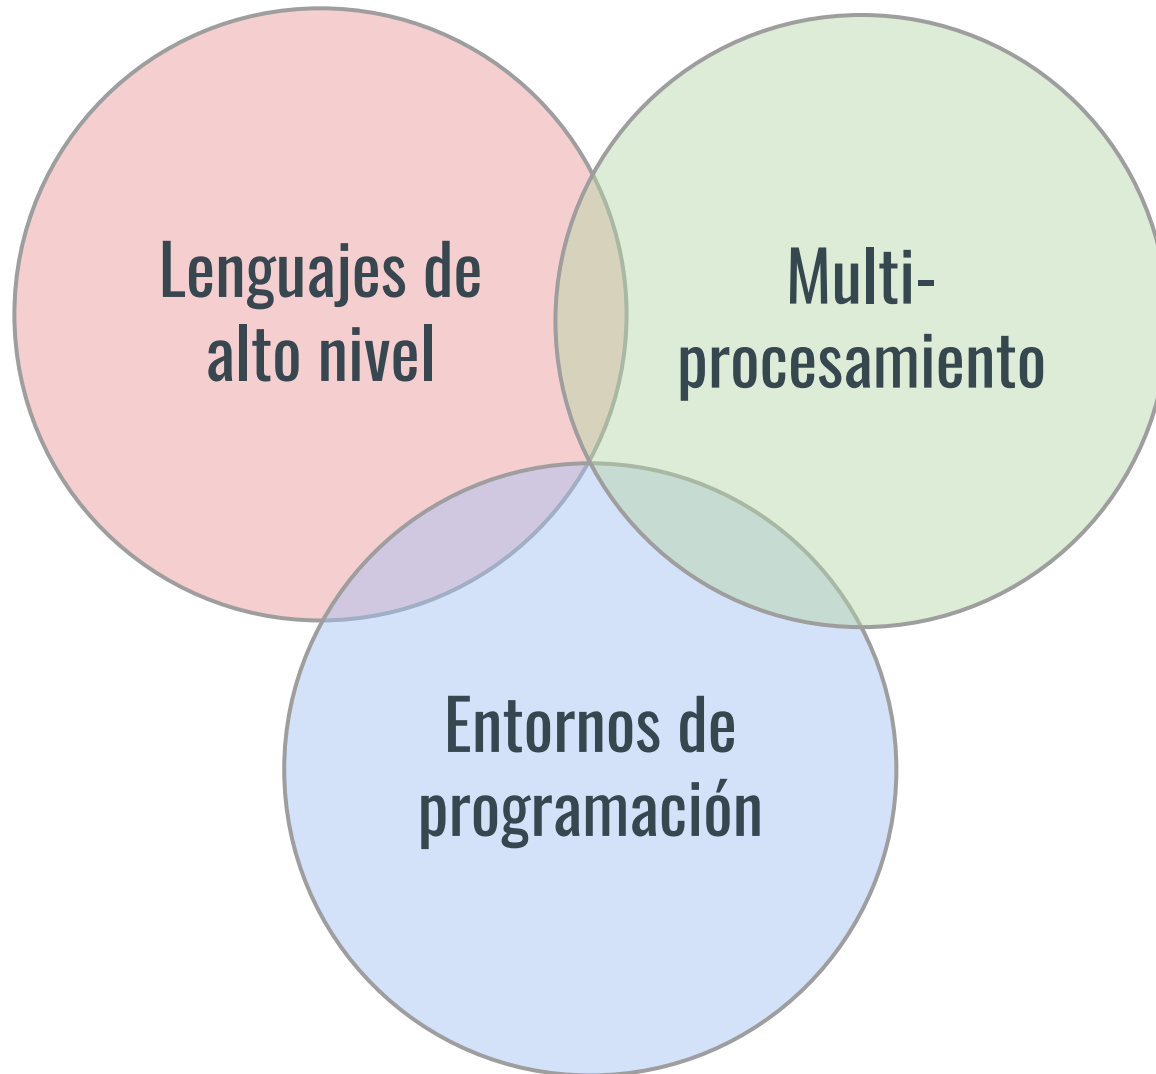 Lenguajes de
alto nivel
Multi-
procesamiento
Entornos de
programación